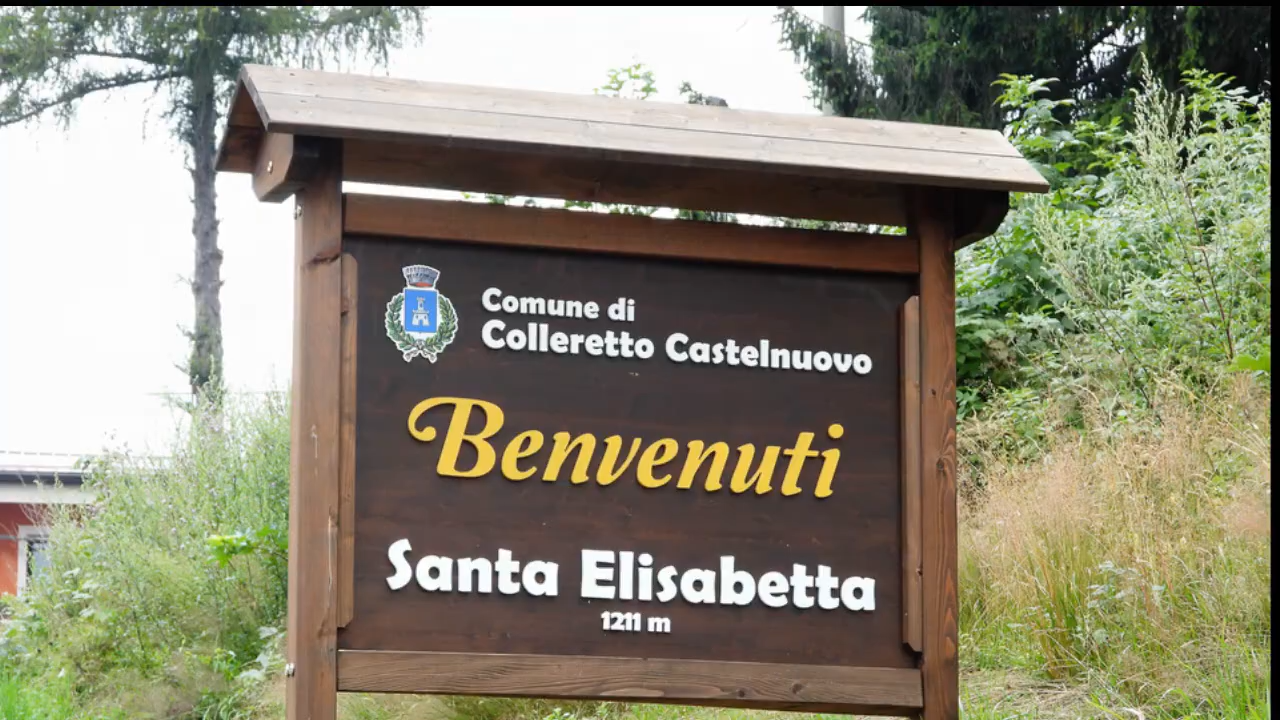 Comune di
Colleretto Castelnuovo
Benvenuti
Santa Elisabetta
1211 m